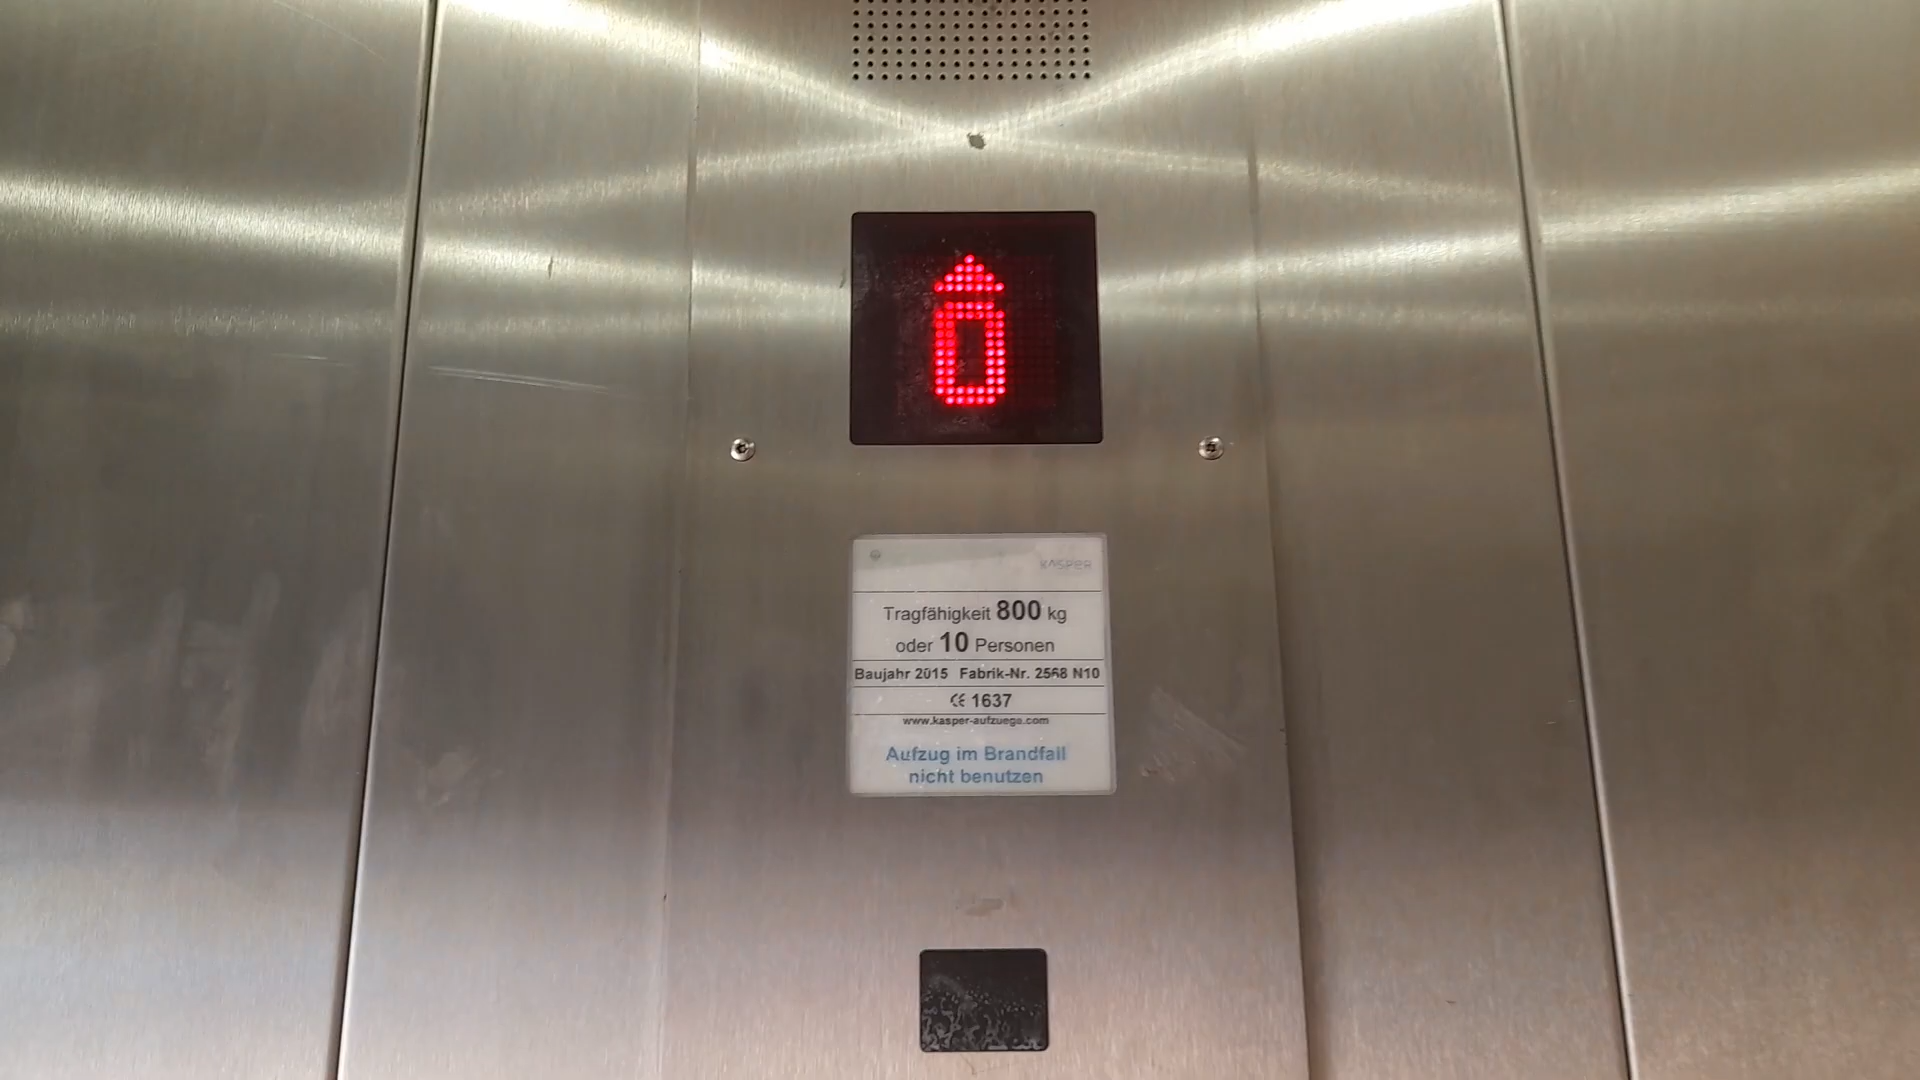 0
KASPER
Tragfähigkeit 800 kg
oder 10 Personen
Baujahr 2015 Fabrik-Nr. 2568 N10
CE 1637
www.kasper-aufzuege.com
Aufzug im Brandfall
nicht benutzen